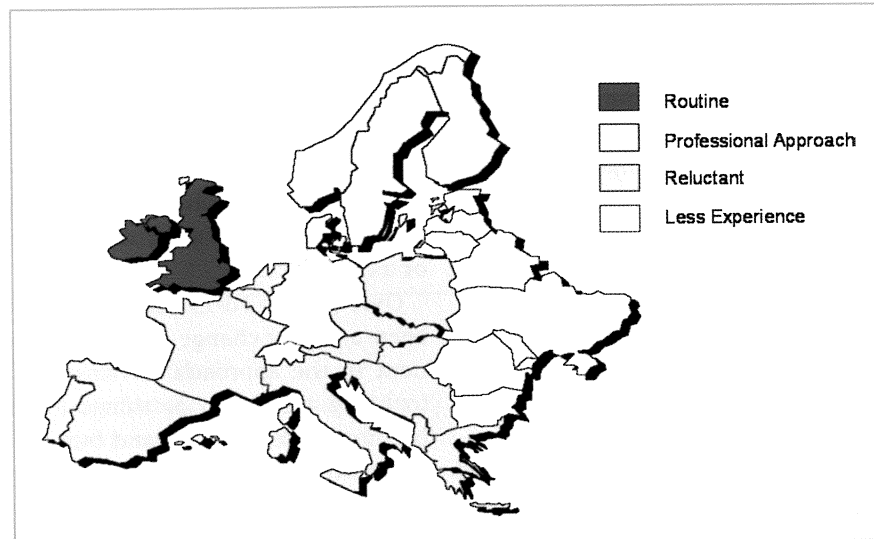 Routine
Professional Approach
Reluctant
Less Experience